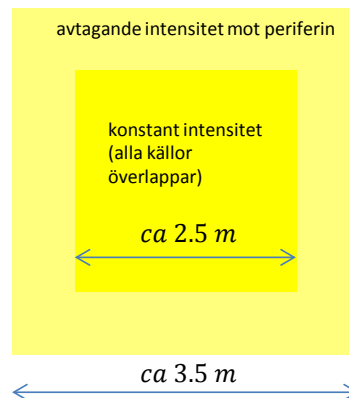 avtagande intensitet mot periferin
konstant intensitet
(alla källor
överlappar)
ca 2.5 m
ca 3.5 m